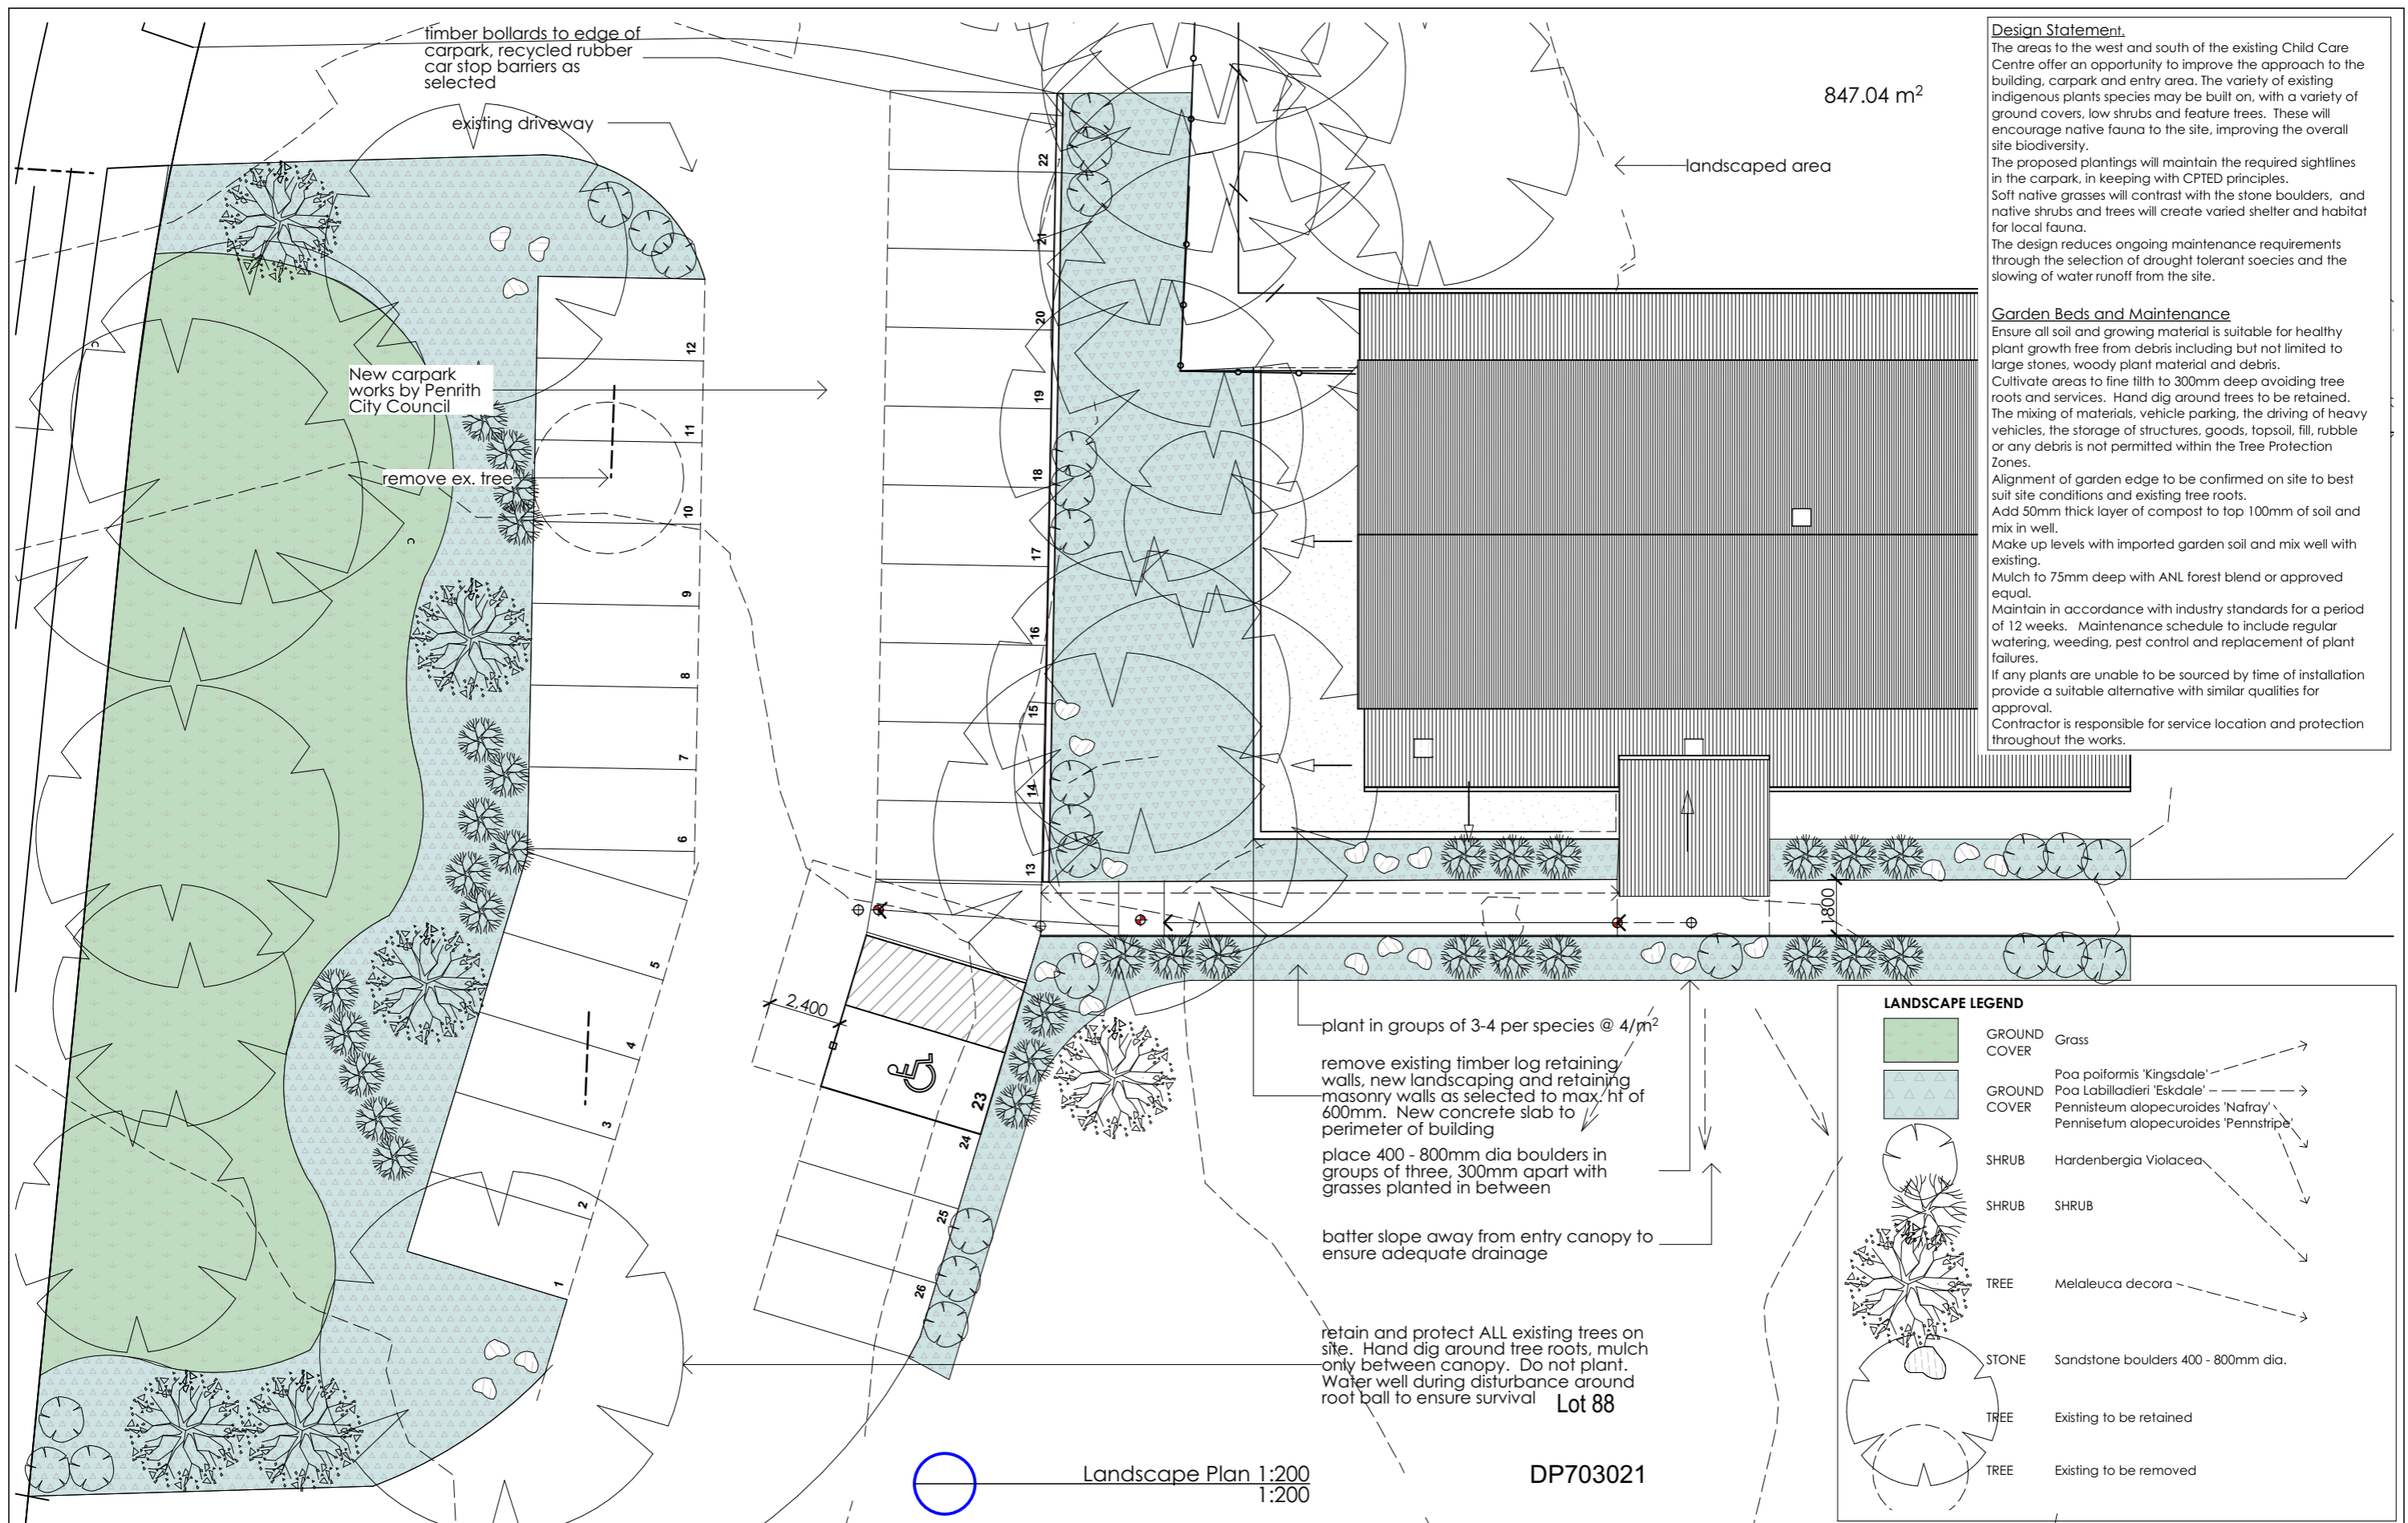 timber bollards to edge of
carpark, recycled rubber
car stop barriers as
selected
existing driveway
New carpark
works by Penrith
City Council
remove ex. tree
847.04 m²
landscaped area
22
21
20
19
18
17
16
15
14
13
12
11
10
9
8
7
6
5
4
3
2
1
23
24
25
26
2,400
1800
plant in groups of 3-4 per species @ 4/m²
remove existing timber log retaining
walls, new landscaping and retaining
masonry walls as selected to max. ht of
600mm. New concrete slab to
perimeter of building
place 400 - 800mm dia boulders in
groups of three, 300mm apart with
grasses planted in between
batter slope away from entry canopy to
ensure adequate drainage
retain and protect ALL existing trees on
site. Hand dig around tree roots, mulch
only between canopy. Do not plant.
Water well during disturbance around
root ball to ensure survival
Lot 88
DP703021
Landscape Plan 1:200
1:200
Design Statement.
The areas to the west and south of the existing Child Care
Centre offer an opportunity to improve the approach to the
building, carpark and entry area. The variety of existing
indigenous plants species may be built on, with a variety of
ground covers, low shrubs and feature trees. These will
encourage native fauna to the site, improving the overall
site biodiversity.
The proposed plantings will maintain the required sightlines
in the carpark, in keeping with CPTED principles.
Soft native grasses will contrast with the stone boulders, and
native shrubs and trees will create varied shelter and habitat
for local fauna.
The design reduces ongoing maintenance requirements
through the selection of drought tolerant soecies and the
slowing of water runoff from the site.
Garden Beds and Maintenance
Ensure all soil and growing material is suitable for healthy
plant growth free from debris including but not limited to
large stones, woody plant material and debris.
Cultivate areas to fine tilth to 300mm deep avoiding tree
roots and services. Hand dig around trees to be retained.
The mixing of materials, vehicle parking, the driving of heavy
vehicles, the storage of structures, goods, topsoil, fill, rubble
or any debris is not permitted within the Tree Protection
Zones.
Alignment of garden edge to be confirmed on site to best
suit site conditions and existing tree roots.
Add 50mm thick layer of compost to top 100mm of soil and
mix in well.
Make up levels with imported garden soil and mix well with
existing.
Mulch to 75mm deep with ANL forest blend or approved
equal.
Maintain in accordance with industry standards for a period
of 12 weeks. Maintenance schedule to include regular
watering, weeding, pest control and replacement of plant
failures.
If any plants are unable to be sourced by time of installation
provide a suitable alternative with similar qualities for
approval.
Contractor is responsible for service location and protection
throughout the works.
LANDSCAPE LEGEND
GROUND
COVER
Grass
GROUND
COVER
Poa poiformis 'Kingsdale'
Poa Labilladieri 'Eskdale'
Pennisteum alopecuroides 'Nafray'
Pennisetum alopecuroides 'Pennstripe'
SHRUB Hardenbergia Violacea
SHRUB SHRUB
TREE Melaleuca decora
STONE Sandstone boulders 400 - 800mm dia.
TREE Existing to be retained
TREE Existing to be removed